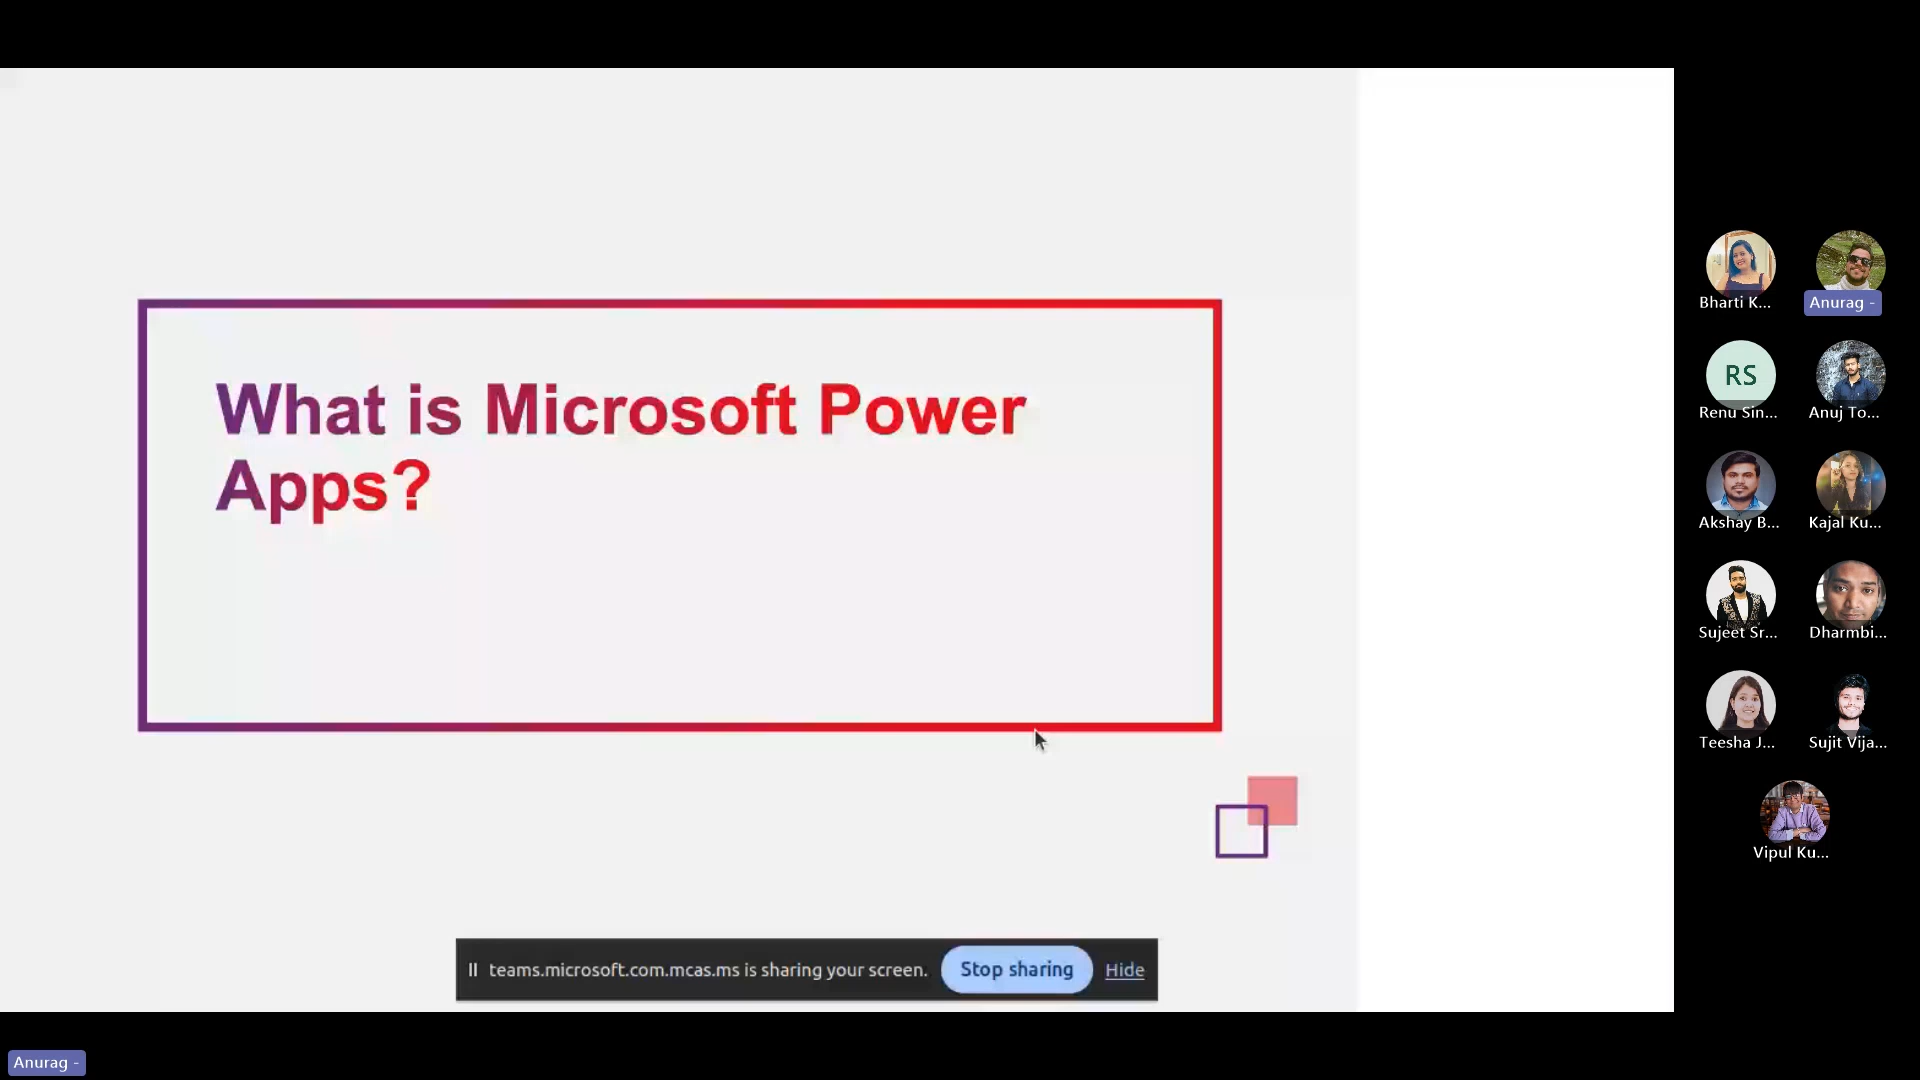 What is Microsoft Power
Apps?
teams.microsoft.com.mcas.ms is sharing your screen. Stop sharing Hide
Bharti K... Anurag -
RS
Renu Sin... Anuj To...
Akshay B... Kajal Ku...
Sujeet Sr... Dharmbi...
Teesha J... Sujit Vija...
Vipul Ku...
Anurag -